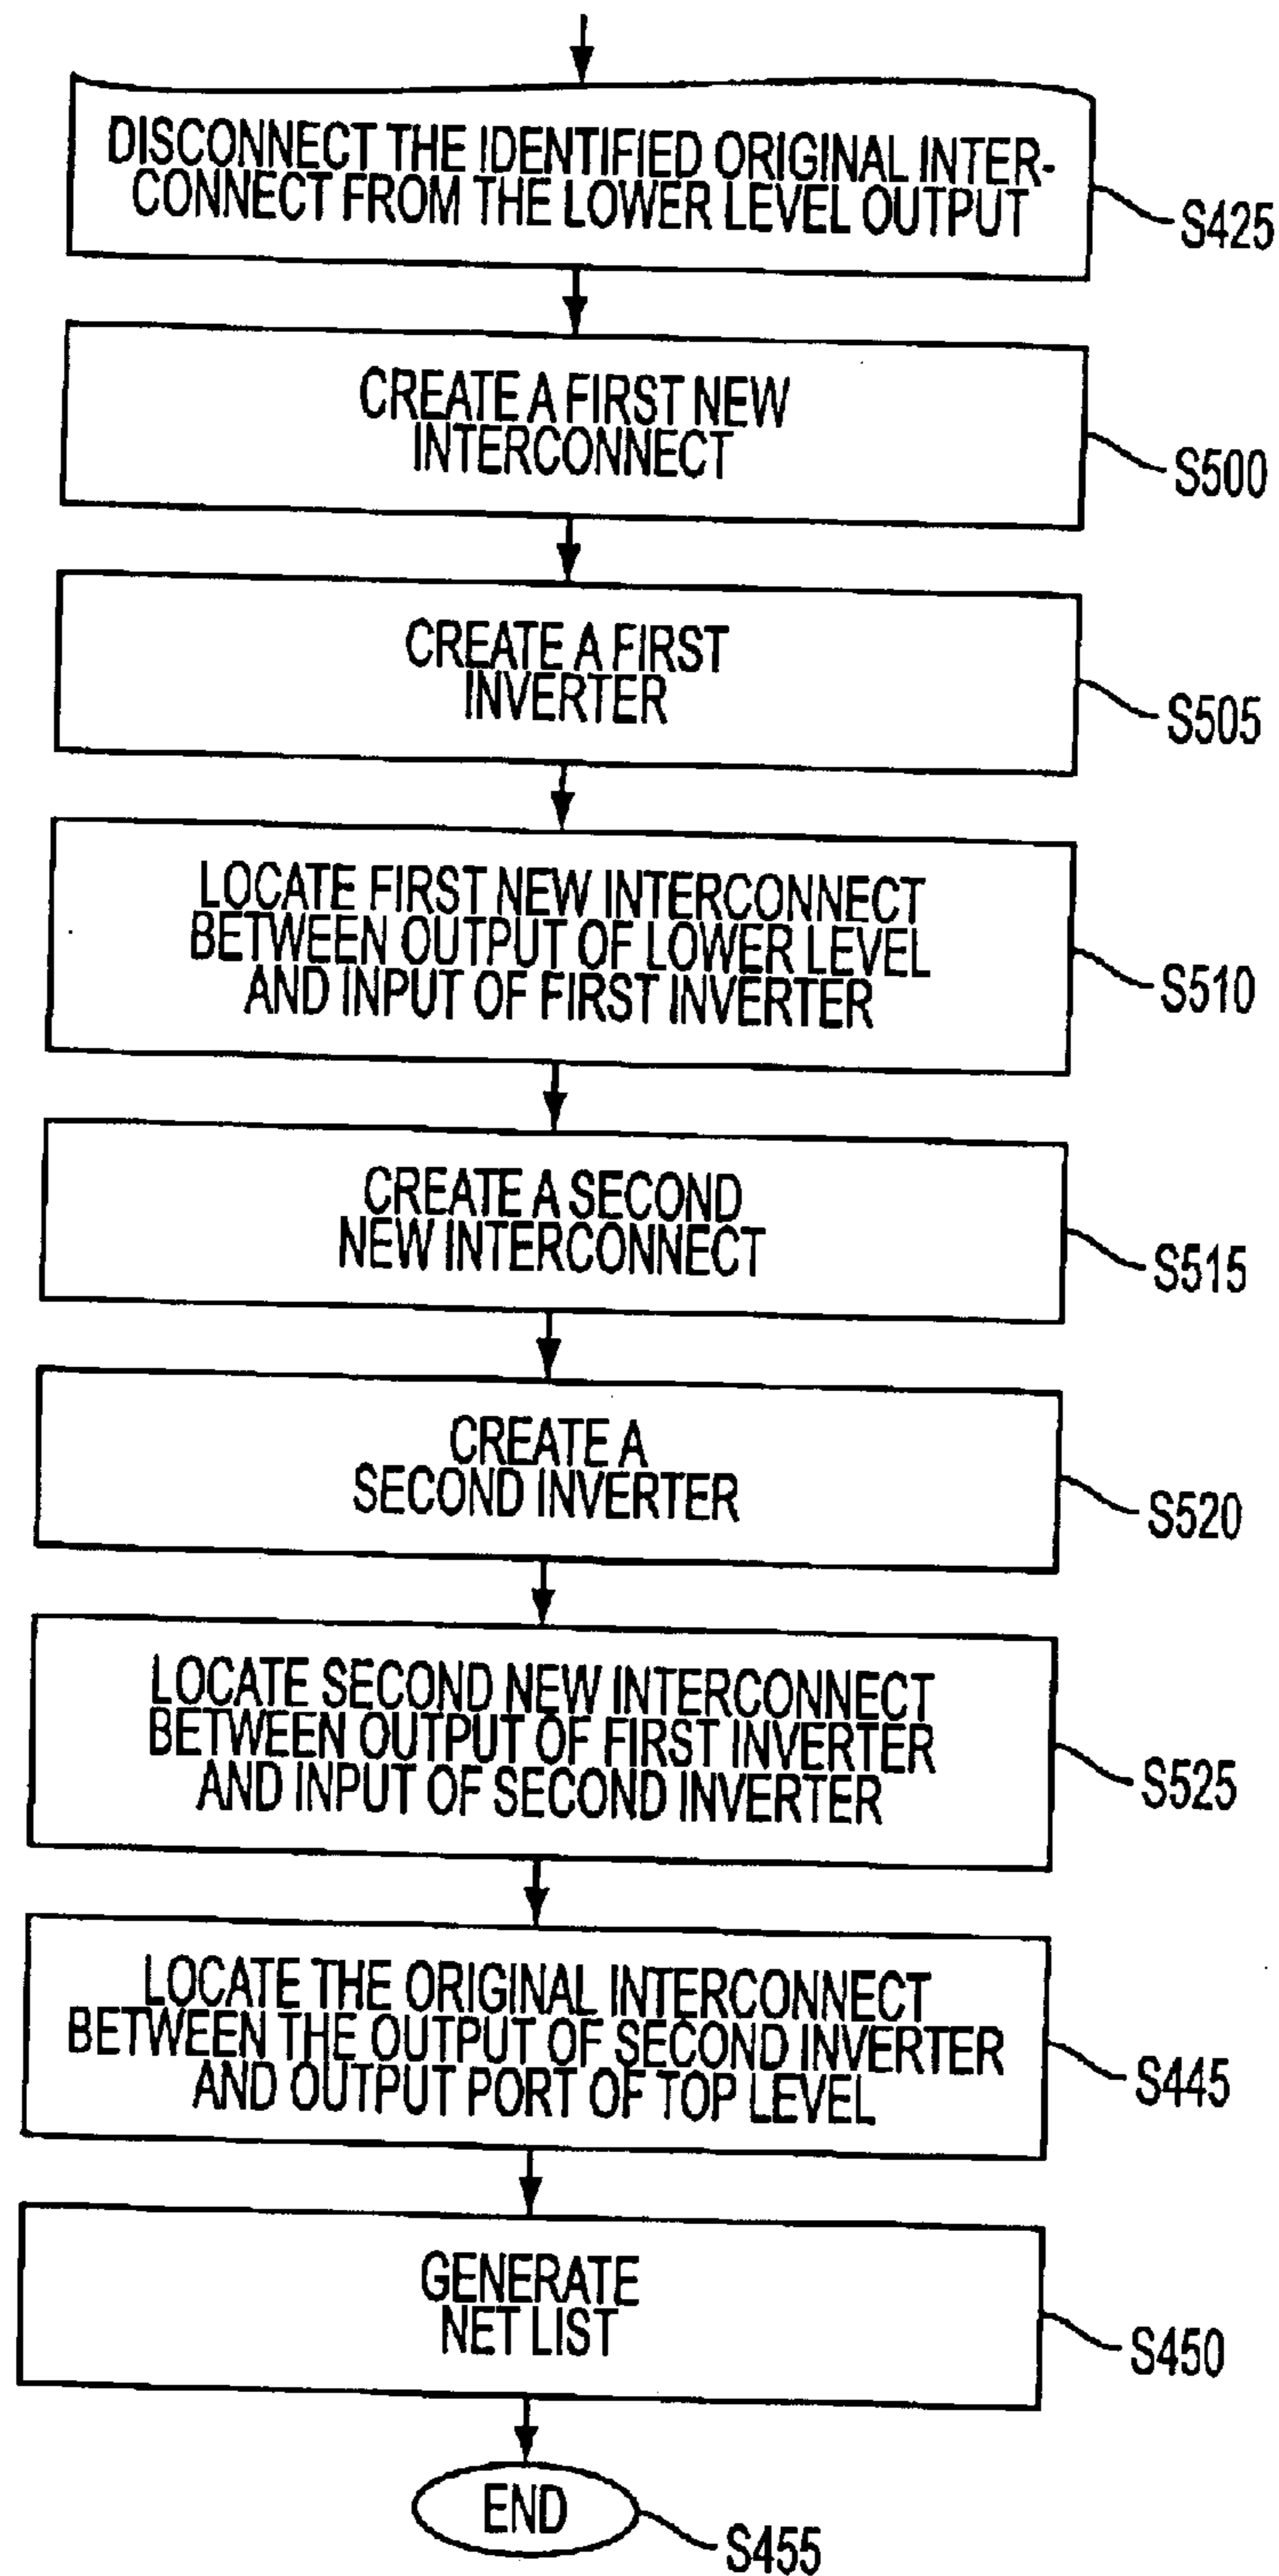 DISCONNECT THE IDENTIFIED ORIGINAL INTER-
CONNECT FROM THE LOWER LEVEL OUTPUT
S425
CREATE A FIRST NEW
INTERCONNECT
S500
CREATE A FIRST
INVERTER
S505
LOCATE FIRST NEW INTERCONNECT
BETWEEN OUTPUT OF LOWER LEVEL
AND INPUT OF FIRST INVERTER
S510
CREATE A SECOND
NEW INTERCONNECT
S515
CREATE A
SECOND INVERTER
S520
LOCATE SECOND NEW INTERCONNECT
BETWEEN OUTPUT OF FIRST INVERTER
AND INPUT OF SECOND INVERTER
S525
LOCATE THE ORIGINAL INTERCONNECT
BETWEEN THE OUTPUT OF SECOND INVERTER
AND OUTPUT PORT OF TOP LEVEL
S445
GENERATE
NET LIST
S450
END
S455